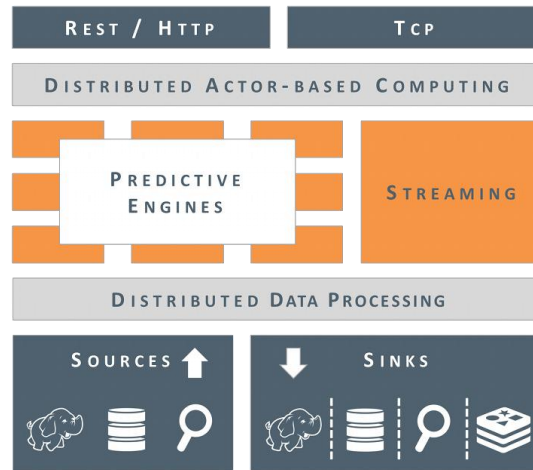 REST / HTTP
TCP
DISTRIBUTED ACTOR-BASED COMPUTING
PREDICTIVE
ENGINES
STREAMING
DISTRIBUTED DATA PROCESSING
SOURCES
SINKS